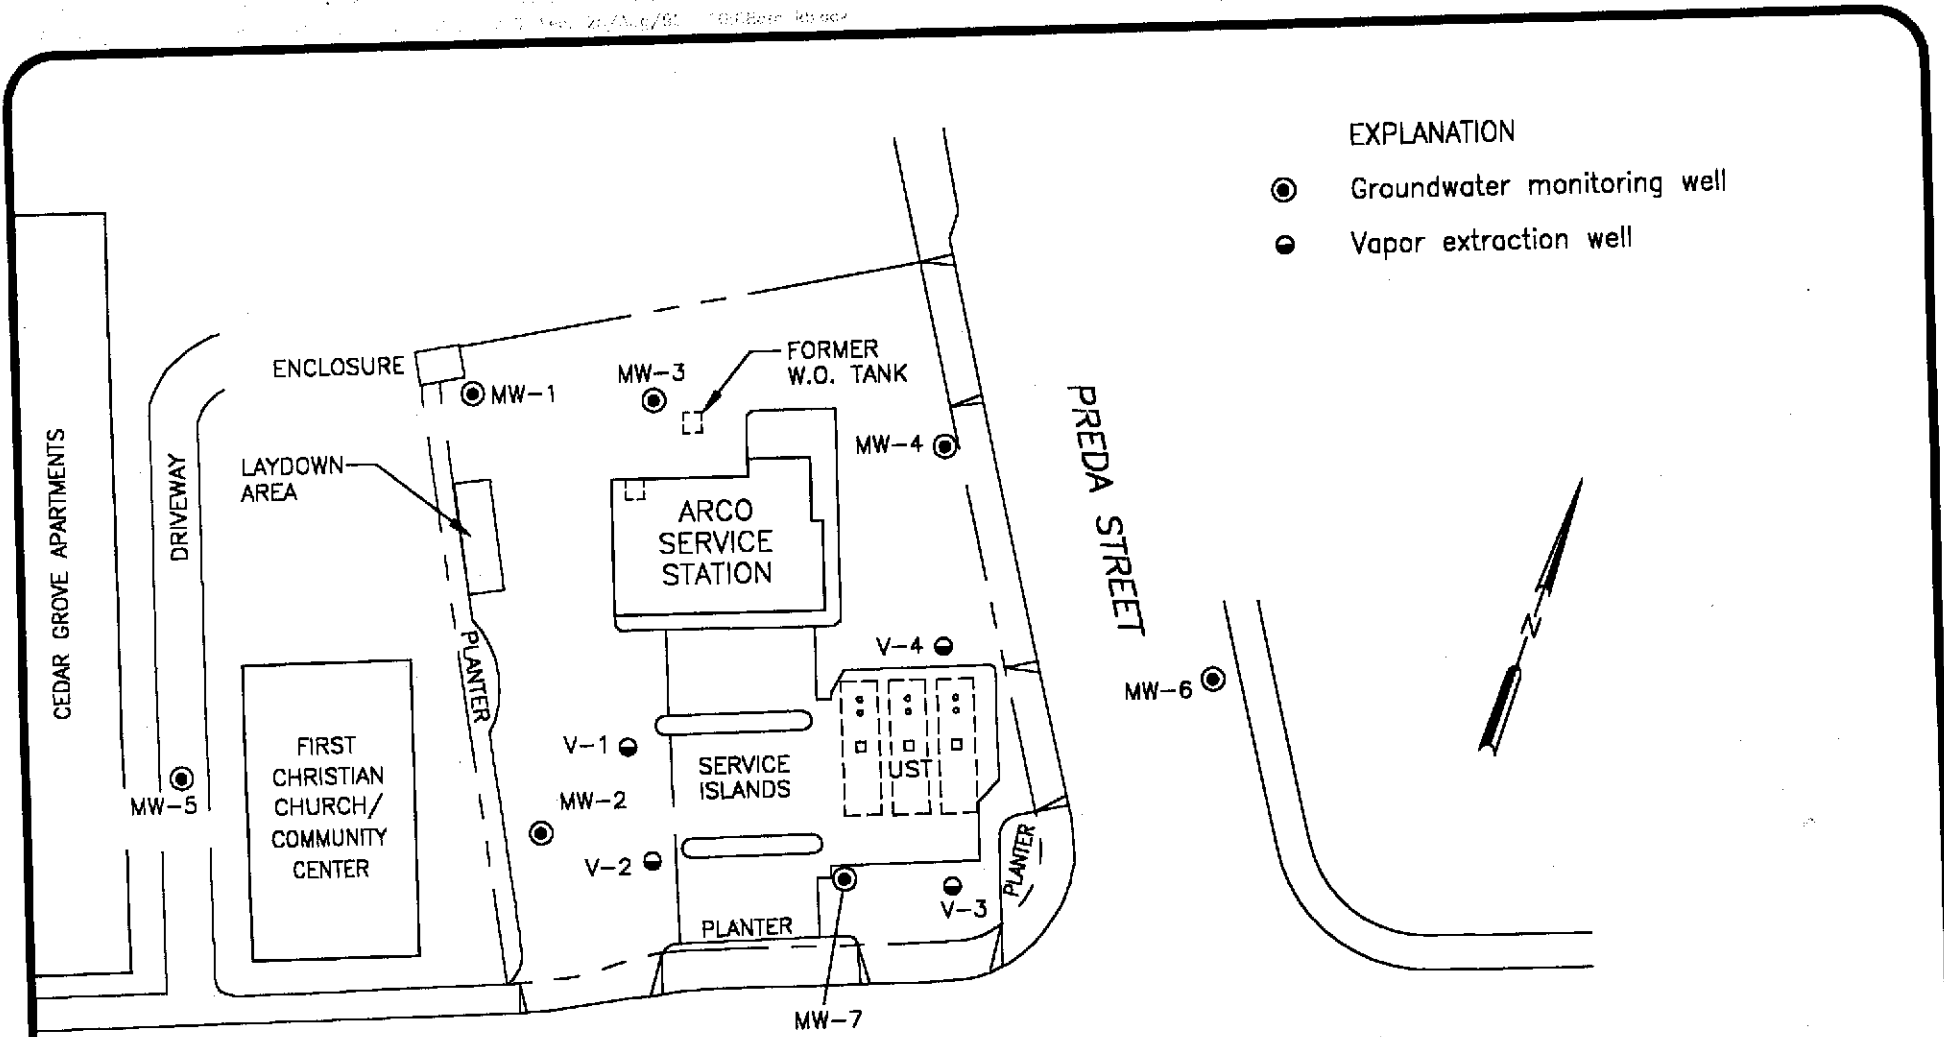 EXPLANATION
Groundwater monitoring well
Vapor extraction well
ENCLOSURE
MW-1
MW-3
FORMER
W.O. TANK
MW-4
LAYDOWN
AREA
CEDAR GROVE APARTMENTS
DRIVEWAY
ARCO
SERVICE
STATION
PREDA STREET
N
PLANTER
V-4
MW-6
V-1
FIRST
CHRISTIAN
CHURCH/
COMMUNITY
CENTER
SERVICE
ISLANDS
UST
MW-5
MW-2
V-2
PLANTER
V-3
PLANTER
MW-7